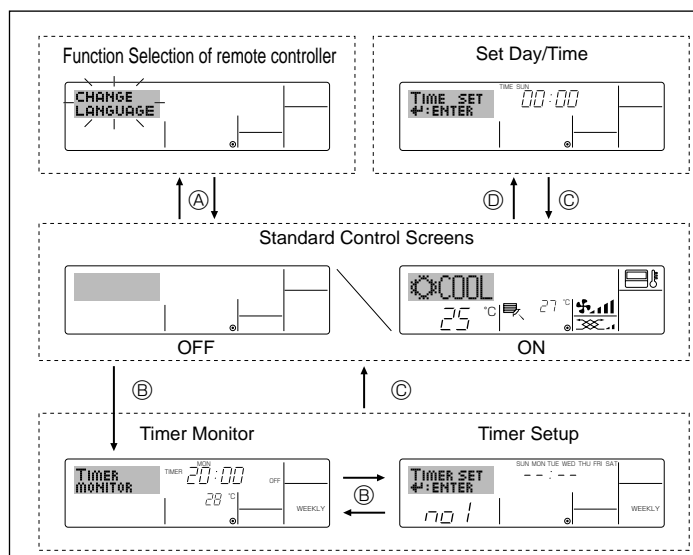 Function Selection of remote controller
CHANGE
LANGUAGE
Set Day/Time
TIME SUN
TIME SET
↵:ENTER
00:00
Ⓐ
Ⓓ
Ⓒ
Standard Control Screens
OFF
COOL
25 °C
27 °C
ON
Ⓑ
Ⓒ
Timer Monitor
TIMER
MONITOR
MON
TIMER 20:00 OFF
28 °C
WEEKLY
Ⓑ
Timer Setup
TIMER SET
↵:ENTER
SUN MON TUE WED THU FRI SAT
--:--
no 1
WEEKLY